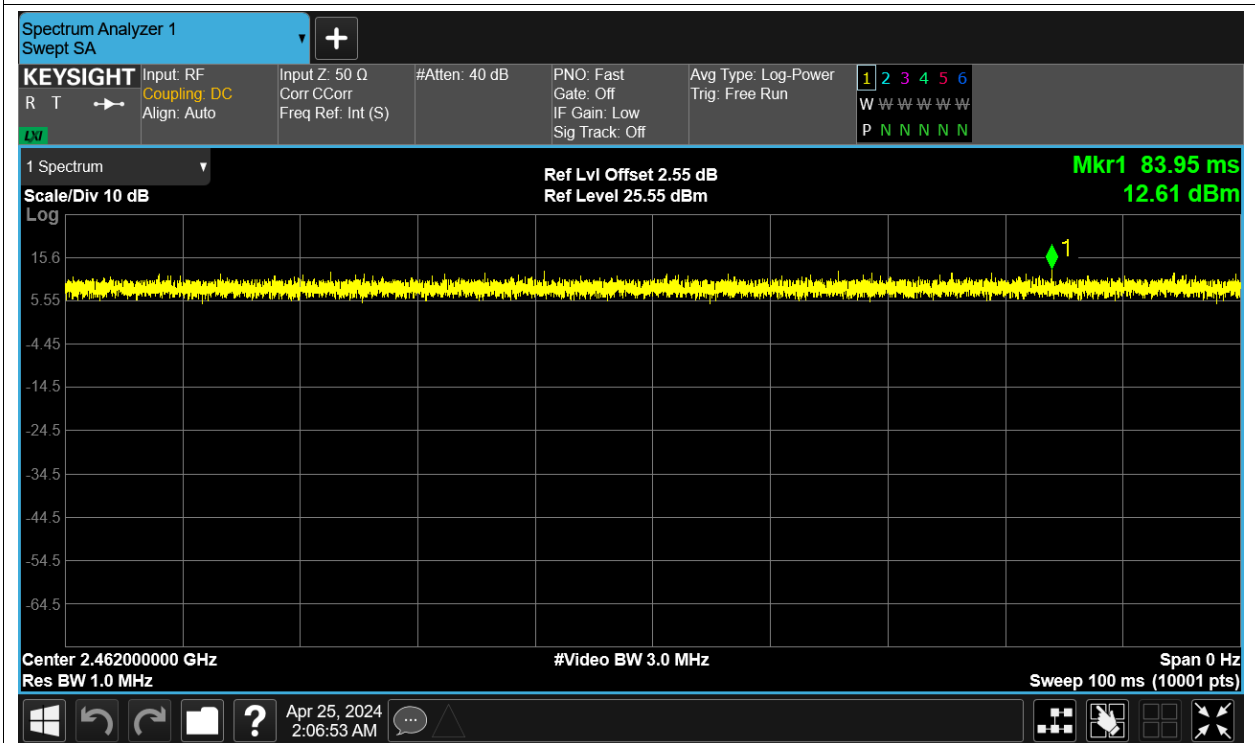 Spectrum Analyzer 1
Swept SA
KEYSIGHT
R T
LXI
Input: RF
Coupling: DC
Align: Auto
Input Z: 50 Ω
Corr CCorr
Freq Ref: Int (S)
#Atten: 40 dB
PNO: Fast
Gate: Off
IF Gain: Low
Sig Track: Off
Avg Type: Log-Power
Trig: Free Run
1 2 3 4 5 6
W W W W W W
P N N N N N
1 Spectrum
Scale/Div 10 dB
Log
Ref Lvl Offset 2.55 dB
Ref Level 25.55 dBm
Mkr1 83.95 ms
12.61 dBm
1
15.6
5.55
-4.45
-14.5
-24.5
-34.5
-44.5
-54.5
-64.5
Center 2.462000000 GHz
Res BW 1.0 MHz
#Video BW 3.0 MHz
Span 0 Hz
Sweep 100 ms (10001 pts)
?
Apr 25, 2024
2:06:53 AM